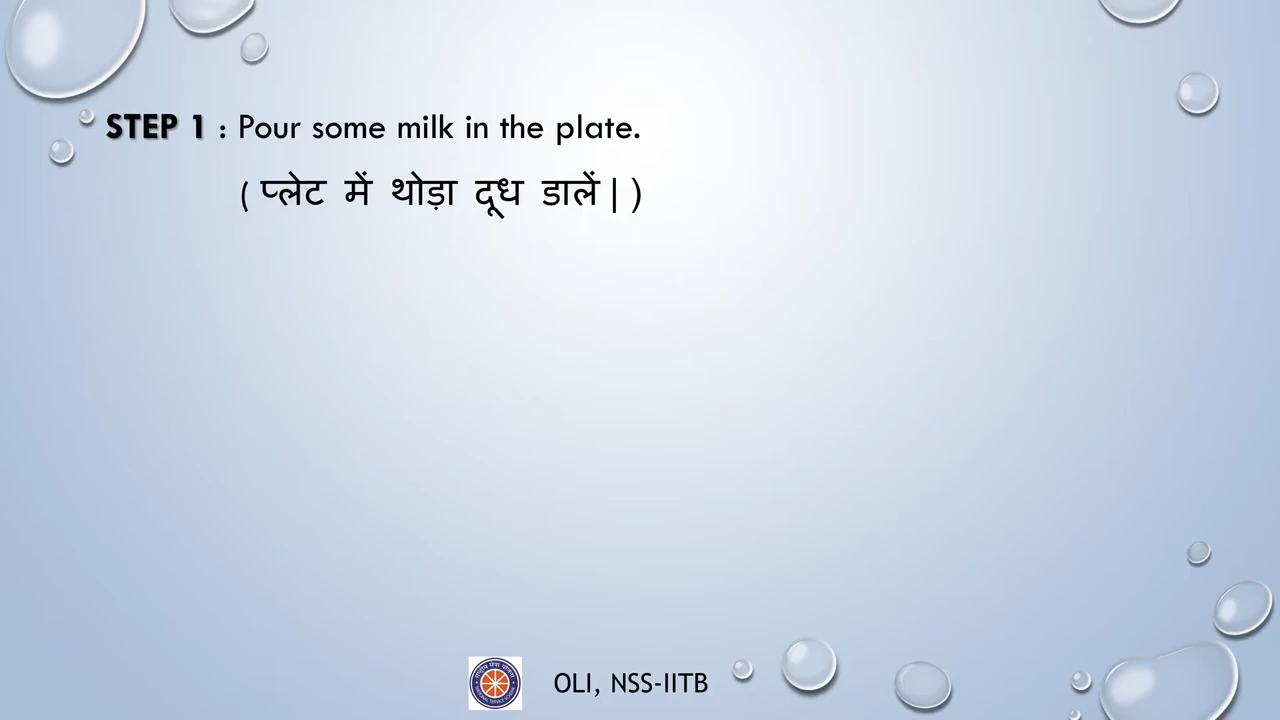 STEP 1 : Pour some milk in the plate.
( प्लेट में थोड़ा दूध डालें | )
OLI, NSS-IITB